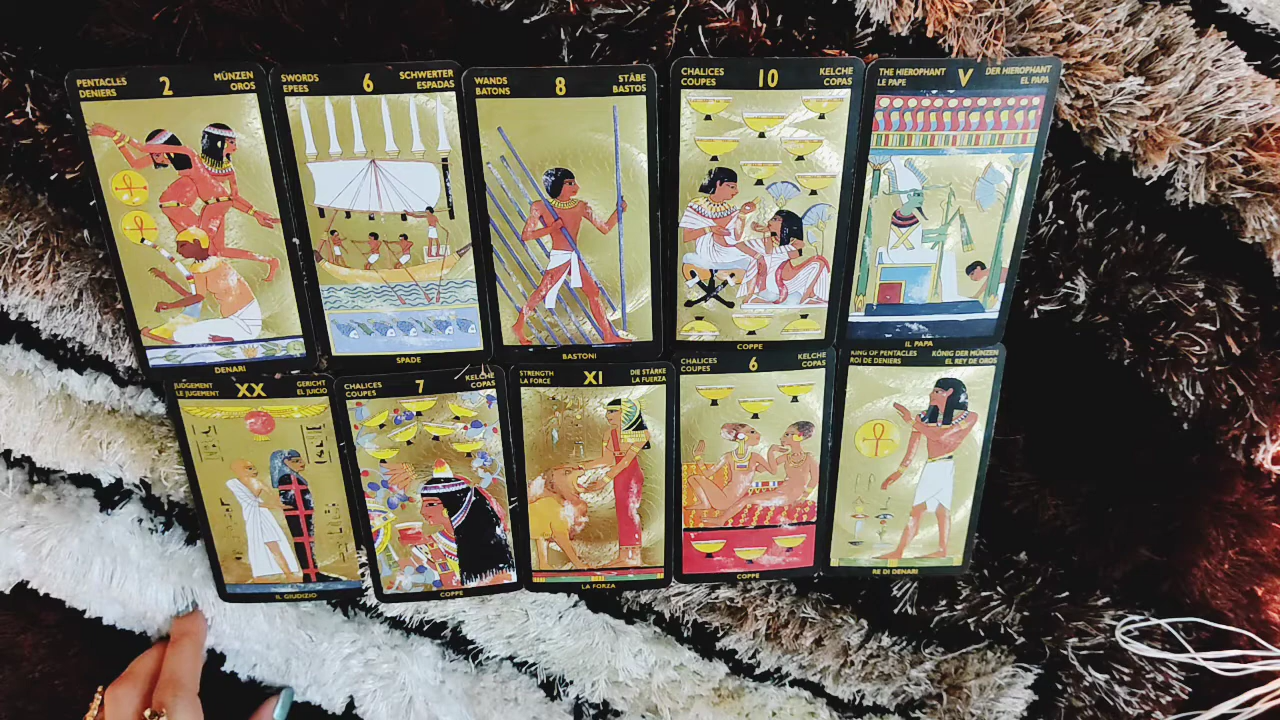 PENTACLES 2 MÜNZEN
DENIERS OROS
DENARI
SWORDS 6 SCHWERTER
EPEES ESPADAS
SPADE
WANDS 8 STÄBE
BATONS BASTOS
BASTONI
CHALICES 10 KELCHE
COUPES COPAS
COPPE
THE HIEROPHANT V DER HIEROPHANT
LE PAPE EL PAPA
IL PAPA
JUDGEMENT XX GERICHT
LE JUGEMENT EL JUICIO
IL GIUDIZIO
CHALICES 7 KELCHE
COUPES COPAS
COPPE
STRENGTH XI DIE STÄRKE
LA FORCE LA FUERZA
LA FORZA
CHALICES 6 KELCHE
COUPES COPAS
COPPE
KING OF PENTACLES KÖNIG DER MÜNZEN
ROI DE DENIERS EL REY DE OROS
RE DI DENARI